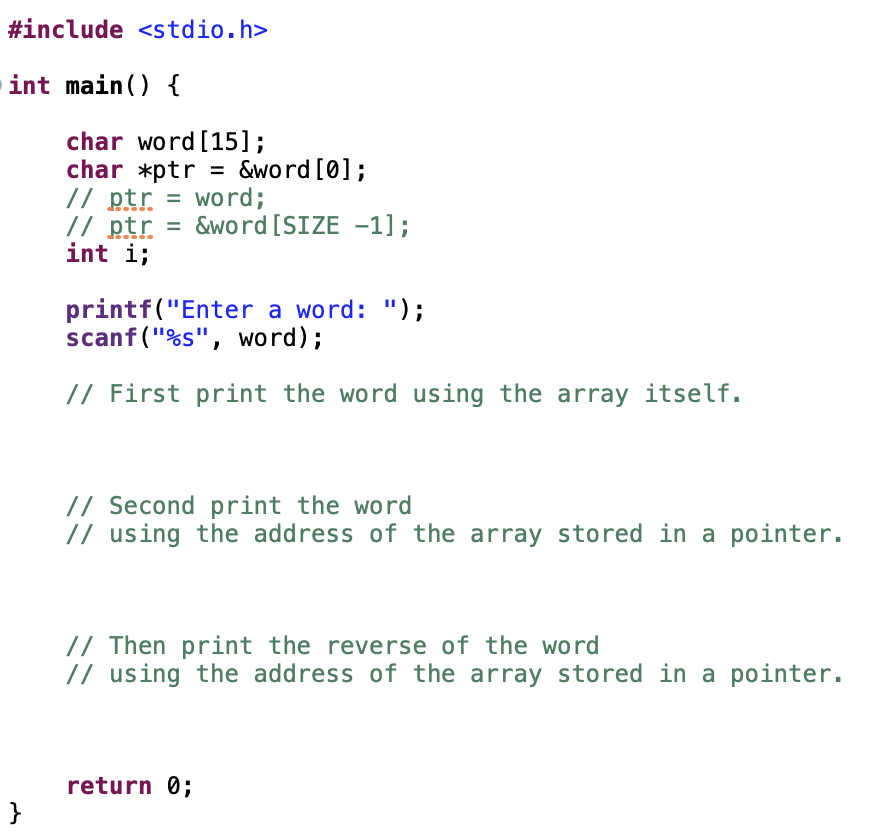 #include <stdio.h>
int main() {
char word[15];
char *ptr = &word[0];
// ptr = word;
// ptr = &word[SIZE -1];
int i;
printf("Enter a word: ");
scanf("%s", word);
// First print the word using the array itself.
// Second print the word
// using the address of the array stored in a pointer.
// Then print the reverse of the word
// using the address of the array stored in a pointer.
return 0;
}